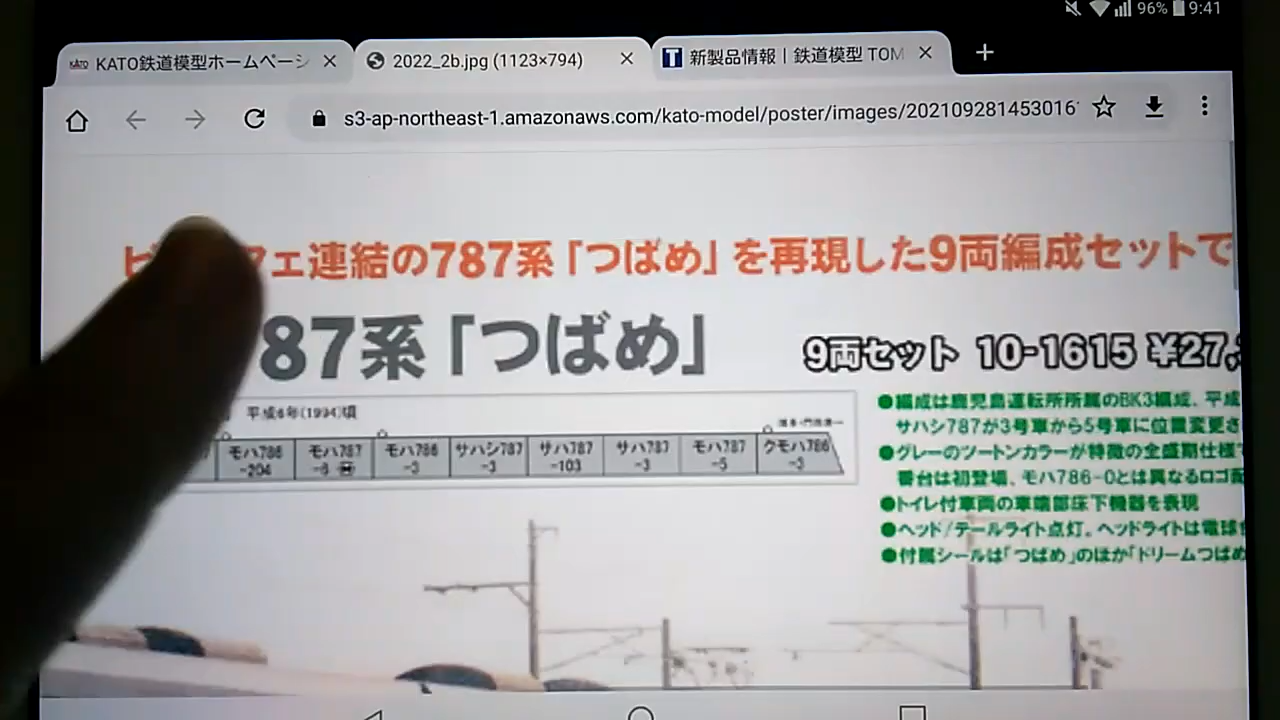 96% 9:41
KATO鉄道模型ホームページ
2022_2b.jpg (1123×794)
新製品情報 | 鉄道模型 TOM
s3-ap-northeast-1.amazonaws.com/kato-model/poster/images/202109281453016
ビ フェ連結の787系「つばめ」を再現した9両編成セットで
87系「つばめ」
9両セット 10-1615 ¥27,
平成6年(1994)頃
モハ786 -204
モハ787 -6
モハ786 -3
サハシ787 -3
サハ787 -103
サハ787 -3
モハ787 -5
クモハ786 -3
●編成は鹿児島運転所所属のBK3編成、平成
サハシ787が3号車から5号車に位置変更さ
●グレーのツートンカラーが特徴の全盛期仕様
番台は初登場、モハ786-0とは異なるロゴ配
●トイレ付車両の車端部床下機器を表現
●ヘッド/テールライト点灯。ヘッドライトは電球
●付属シールは「つばめ」のほか「ドリームつばめ